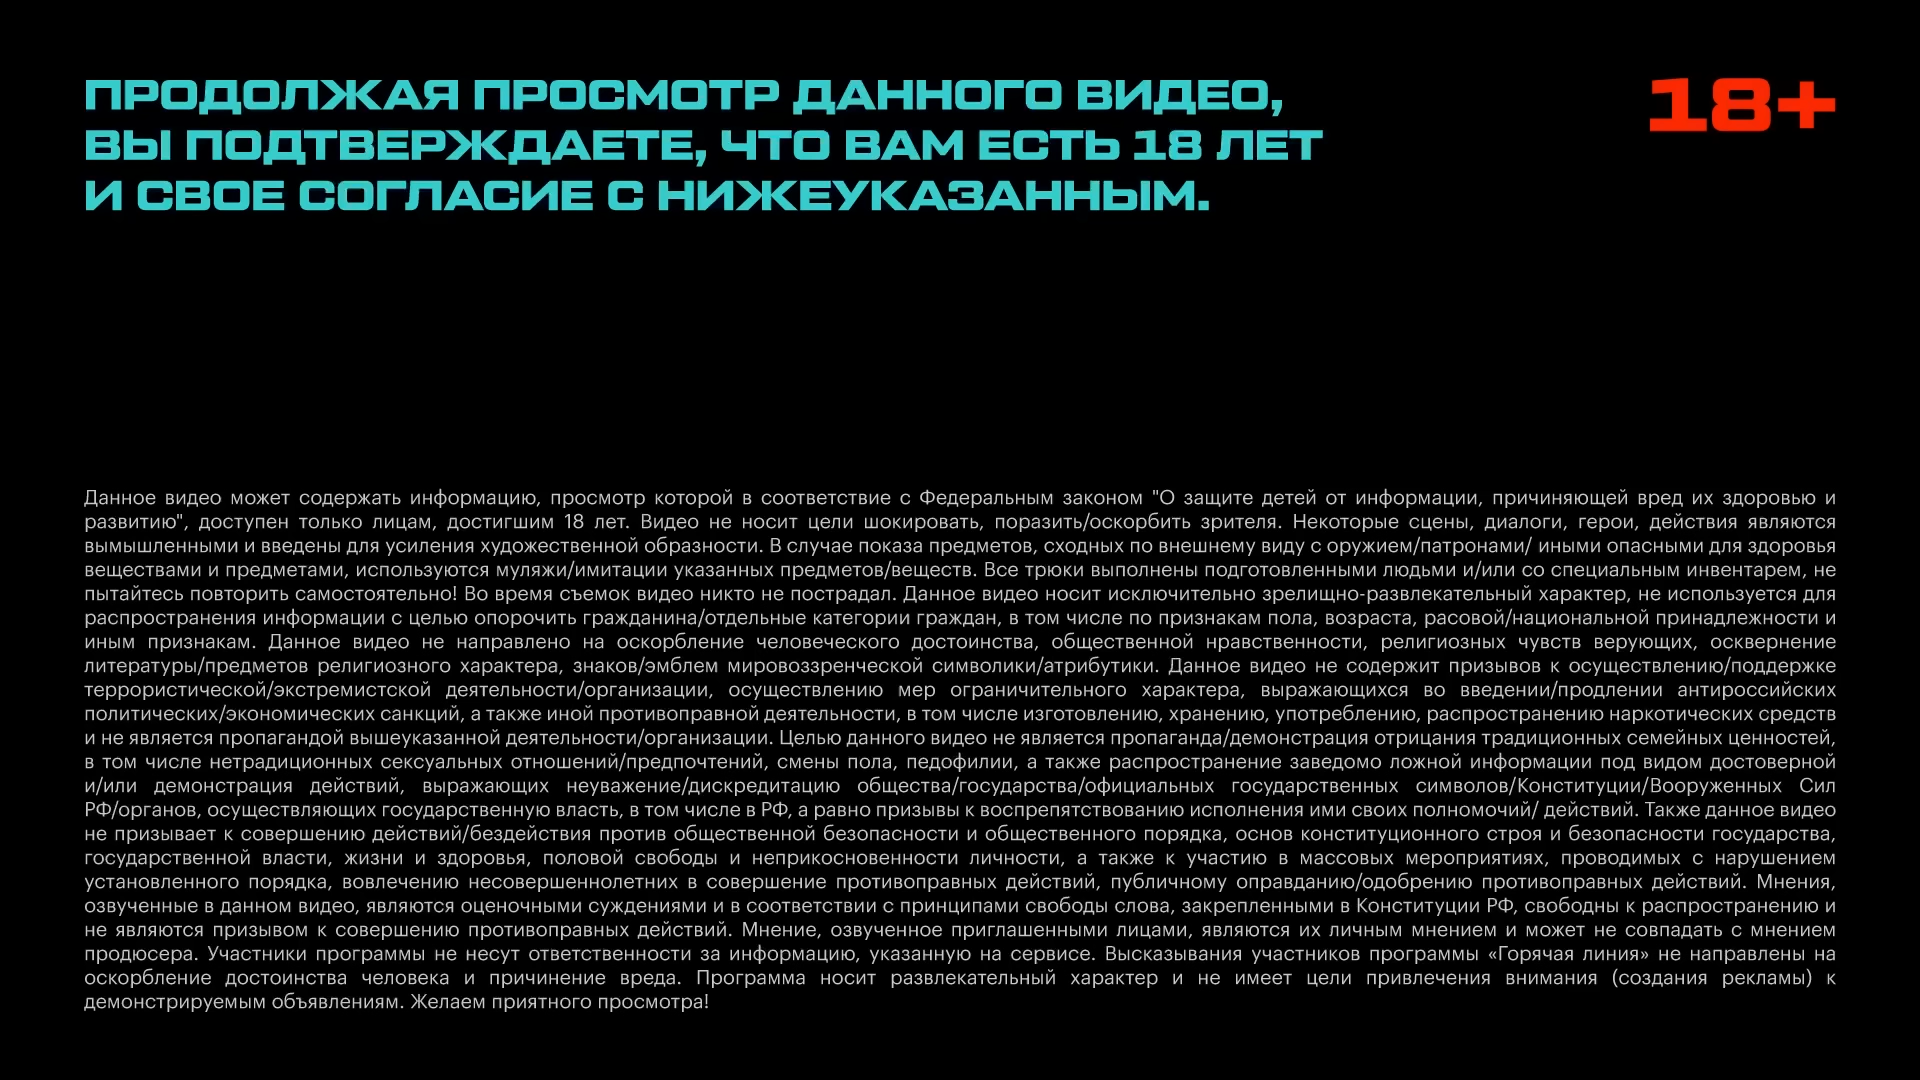 ПРОДОЛЖАЯ ПРОСМОТР ДАННОГО ВИДЕО,
ВЫ ПОДТВЕРЖДАЕТЕ, ЧТО ВАМ ЕСТЬ 18 ЛЕТ
И СВОЕ СОГЛАСИЕ С НИЖЕУКАЗАННЫМ.
18+
Данное видео может содержать информацию, просмотр которой в соответствие с Федеральным законом "О защите детей от информации, причиняющей вред их здоровью и
развитию", доступен только лицам, достигшим 18 лет. Видео не носит цели шокировать, поразить/оскорбить зрителя. Некоторые сцены, диалоги, герои, действия являются
вымышленными и введены для усиления художественной образности. В случае показа предметов, сходных по внешнему виду с оружием/патронами/ иными опасными для здоровья
веществами и предметами, используются муляжи/имитации указанных предметов/веществ. Все трюки выполнены подготовленными людьми и/или со специальным инвентарем, не
пытайтесь повторить самостоятельно! Во время съемок видео никто не пострадал. Данное видео носит исключительно зрелищно-развлекательный характер, не используется для
распространения информации с целью опорочить гражданина/отдельные категории граждан, в том числе по признакам пола, возраста, расовой/национальной принадлежности и
иным признакам. Данное видео не направлено на оскорбление человеческого достоинства, общественной нравственности, религиозных чувств верующих, осквернение
литературы/предметов религиозного характера, знаков/эмблем мировоззренческой символики/атрибутики. Данное видео не содержит призывов к осуществлению/поддержке
террористической/экстремистской деятельности/организации, осуществлению мер ограничительного характера, выражающихся во введении/продлении антироссийских
политических/экономических санкций, а также иной противоправной деятельности, в том числе изготовлению, хранению, употреблению, распространению наркотических средств
и не является пропагандой вышеуказанной деятельности/организации. Целью данного видео не является пропаганда/демонстрация отрицания традиционных семейных ценностей,
в том числе нетрадиционных сексуальных отношений/предпочтений, смены пола, педофилии, а также распространение заведомо ложной информации под видом достоверной
и/или демонстрация действий, выражающих неуважение/дискредитацию общества/государства/официальных государственных символов/Конституции/Вооруженных Сил
РФ/органов, осуществляющих государственную власть, в том числе в РФ, а равно призывы к воспрепятствованию исполнения ими своих полномочий/ действий. Также данное видео
не призывает к совершению действий/бездействия против общественной безопасности и общественного порядка, основ конституционного строя и безопасности государства,
государственной власти, жизни и здоровья, половой свободы и неприкосновенности личности, а также к участию в массовых мероприятиях, проводимых с нарушением
установленного порядка, вовлечению несовершеннолетних в совершение противоправных действий, публичному оправданию/одобрению противоправных действий. Мнения,
озвученные в данном видео, являются оценочными суждениями и в соответствии с принципами свободы слова, закрепленными в Конституции РФ, свободны к распространению и
не являются призывом к совершению противоправных действий. Мнение, озвученное приглашенными лицами, являются их личным мнением и может не совпадать с мнением
продюсера. Участники программы не несут ответственности за информацию, указанную на сервисе. Высказывания участников программы «Горячая линия» не направлены на
оскорбление достоинства человека и причинение вреда. Программа носит развлекательный характер и не имеет цели привлечения внимания (создания рекламы) к
демонстрируемым объявлениям. Желаем приятного просмотра!